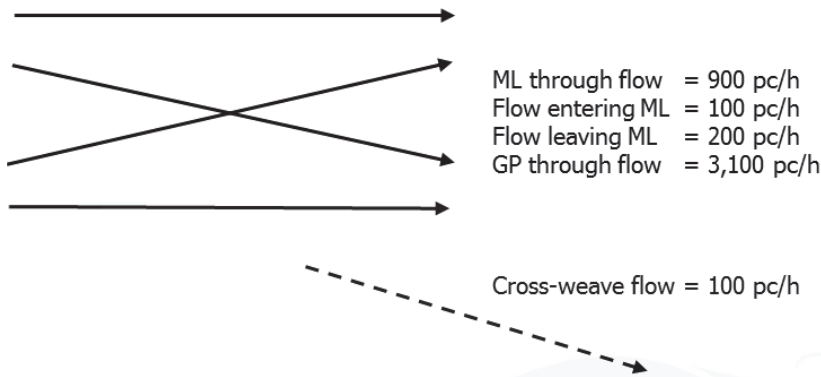 ML through flow = 900 pc/h
Flow entering ML = 100 pc/h
Flow leaving ML = 200 pc/h
GP through flow = 3,100 pc/h
Cross-weave flow = 100 pc/h